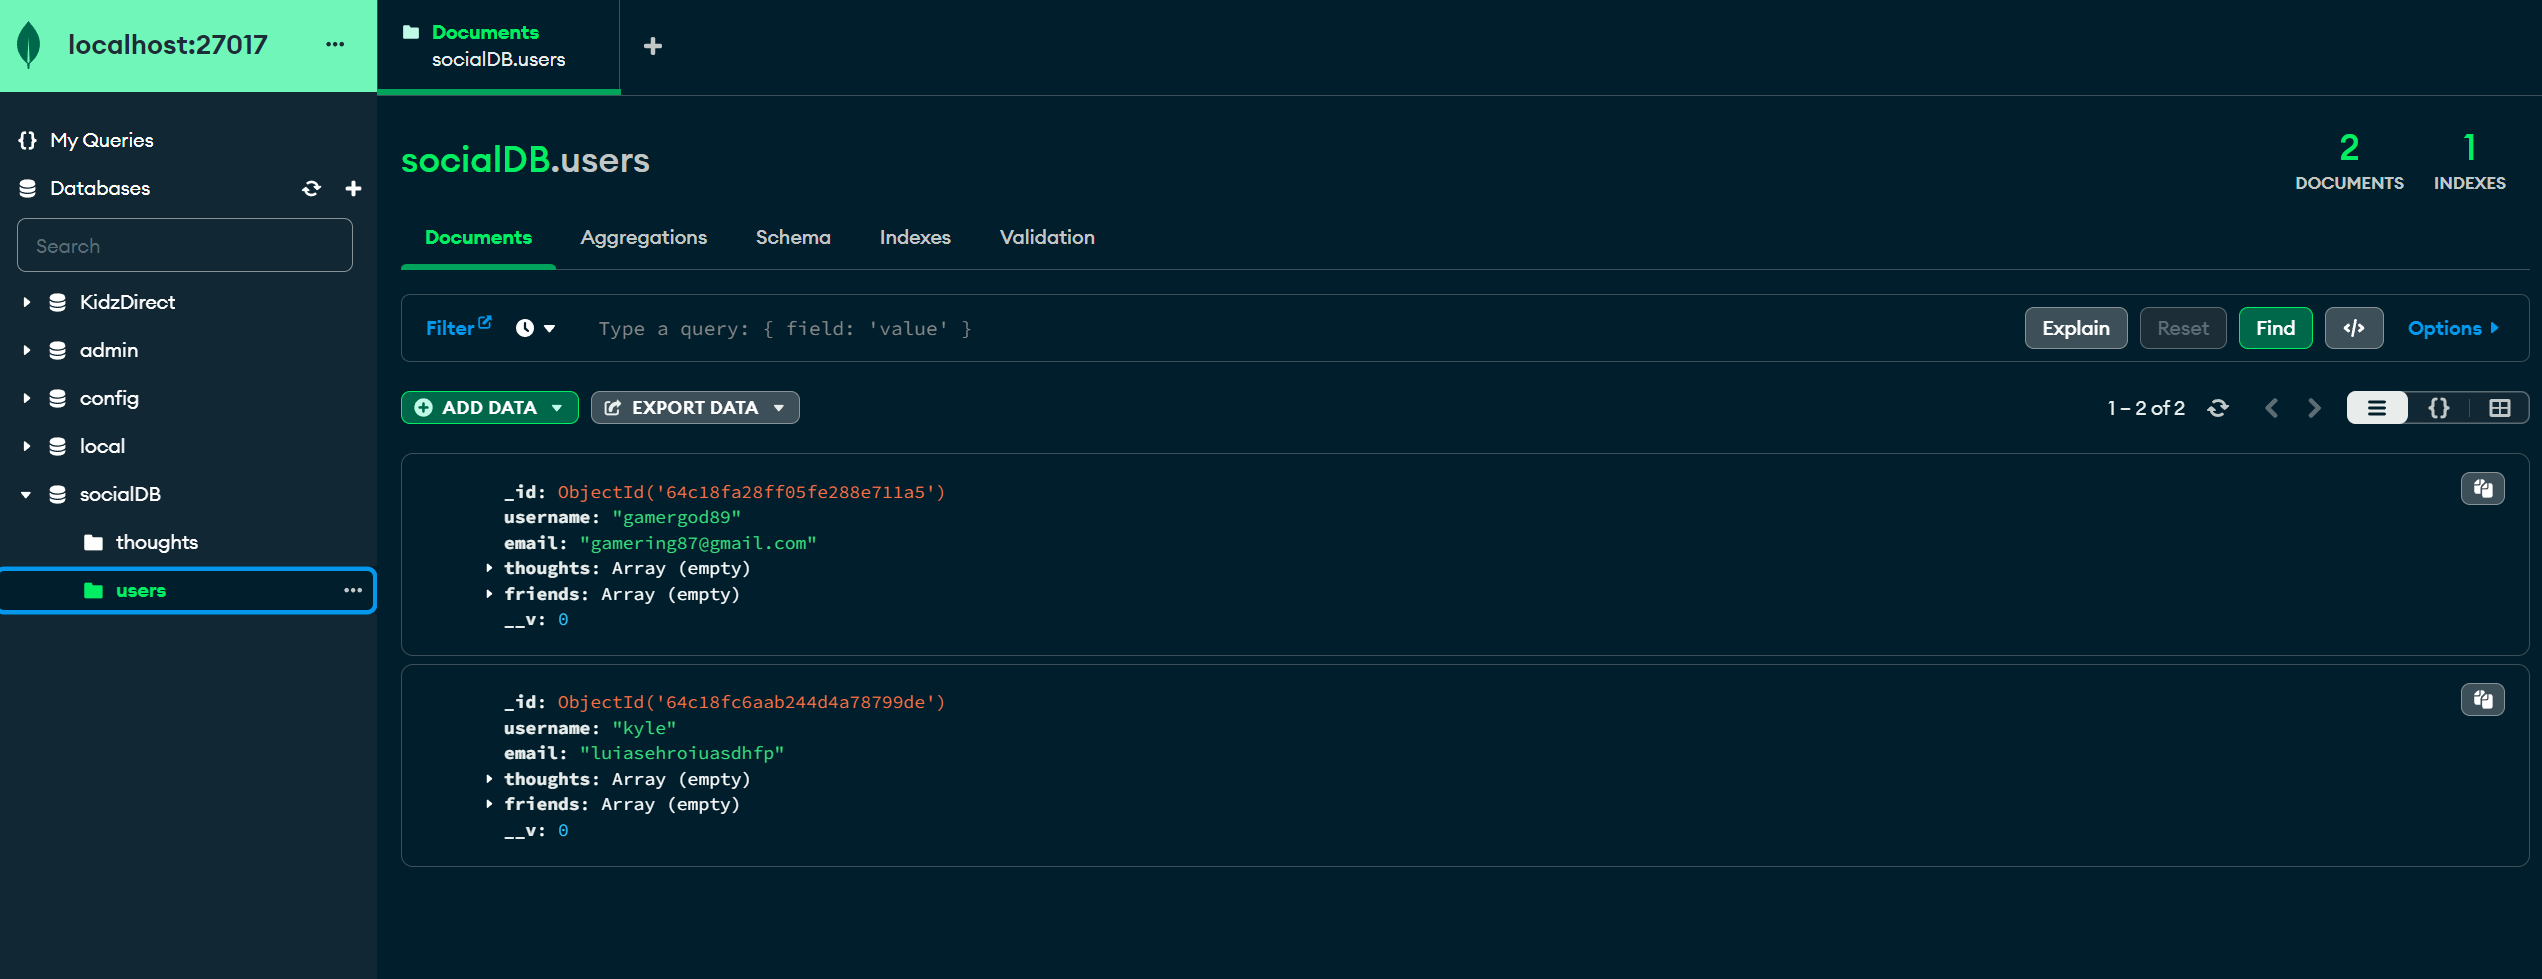 localhost:27017
Documents
socialDB.users
{} My Queries
Databases
Search
KidzDirect
admin
config
local
socialDB
thoughts
users
socialDB.users
2
DOCUMENTS
1
INDEXES
Documents Aggregations Schema Indexes Validation
Filter Type a query: { field: 'value' } Explain Reset Find </> Options
ADD DATA EXPORT DATA 1 – 2 of 2 {}
_id: ObjectId('64c18fa28ff05fe288e711a5')
username: "gamergod89"
email: "gamering87@gmail.com"
thoughts: Array (empty)
friends: Array (empty)
__v: 0
_id: ObjectId('64c18fc6aab244d4a78799de')
username: "kyle"
email: "luiasehroiuasdhfp"
thoughts: Array (empty)
friends: Array (empty)
__v: 0